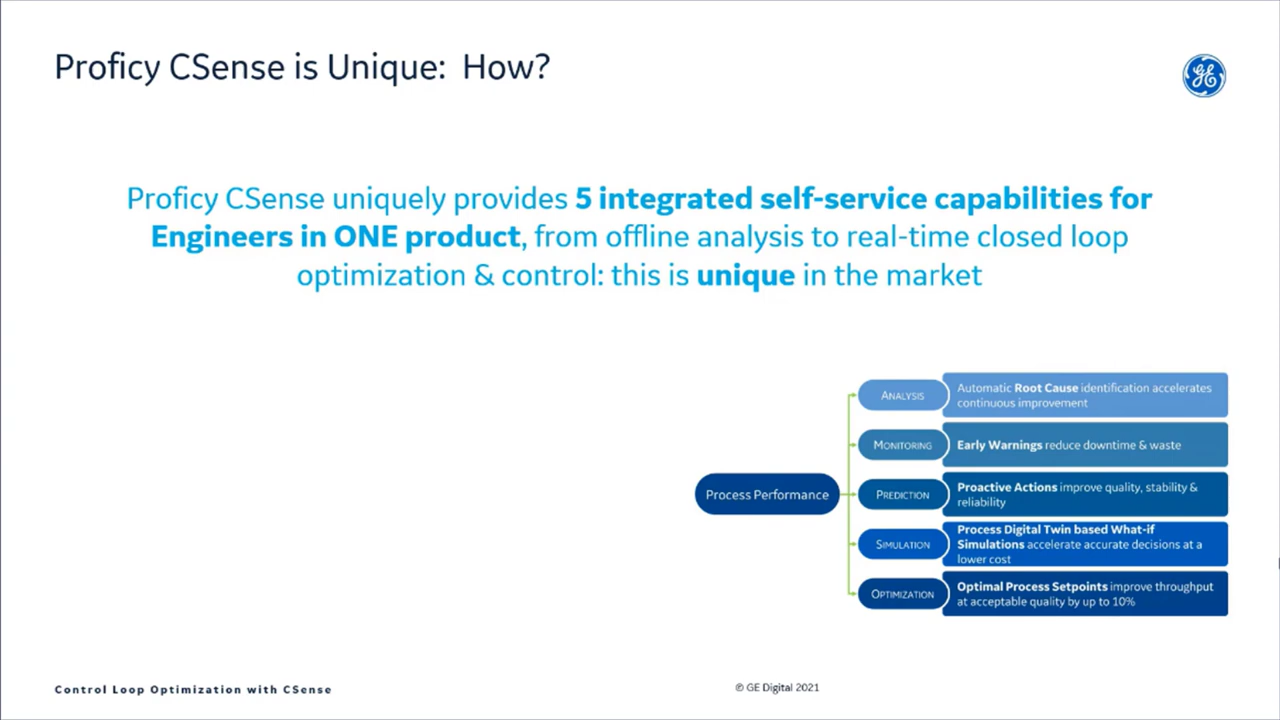 Proficy CSense is Unique:  How?
Proficy CSense uniquely provides 5 integrated self-service capabilities for
Engineers in ONE product, from offline analysis to real-time closed loop
optimization & control: this is unique in the market
Process Performance
ANALYSIS
Automatic Root Cause identification accelerates
continuous improvement
MONITORING
Early Warnings reduce downtime & waste
PREDICTION
Proactive Actions improve quality, stability &
reliability
SIMULATION
Process Digital Twin based What-if
Simulations accelerate accurate decisions at a
lower cost
OPTIMIZATION
Optimal Process Setpoints improve throughput
at acceptable quality by up to 10%
Control Loop Optimization with CSense
© GE Digital 2021
GE